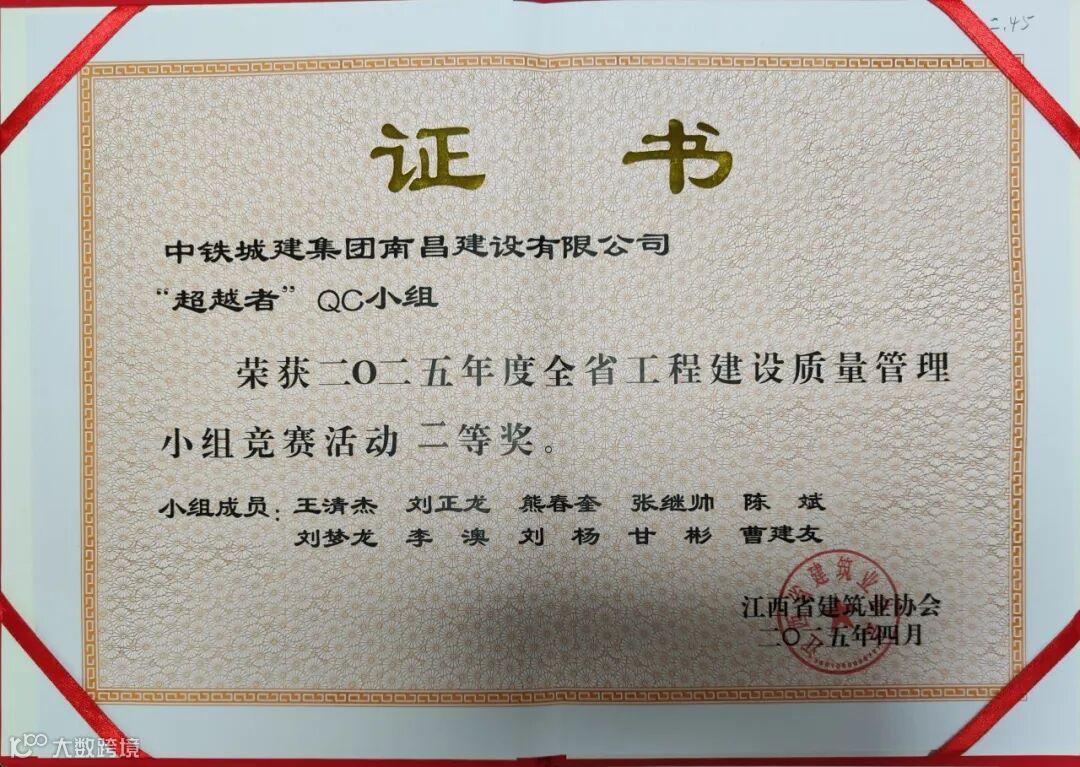 二.45
证 书
中铁城建集团南昌建设有限公司
“超越者”QC小组
荣获二〇二五年度全省工程建设质量管理
小组竞赛活动 二等奖。
小组成员：王清杰 刘正龙 熊春奎 张继帅 陈 斌
刘梦龙 李 澳 刘 杨 甘 彬 曹建友
江西省建筑业协会
二〇二五年四月
大数跨境